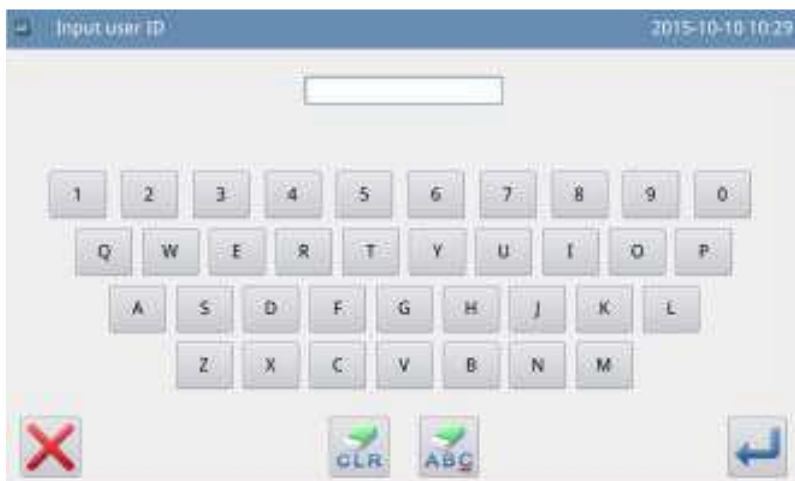 Input user ID 2015-10-10 10:29
1 2 3 4 5 6 7 8 9 0
Q W E R T Y U I O P
A S D F G H J K L
Z X C V B N M
CLR ABC